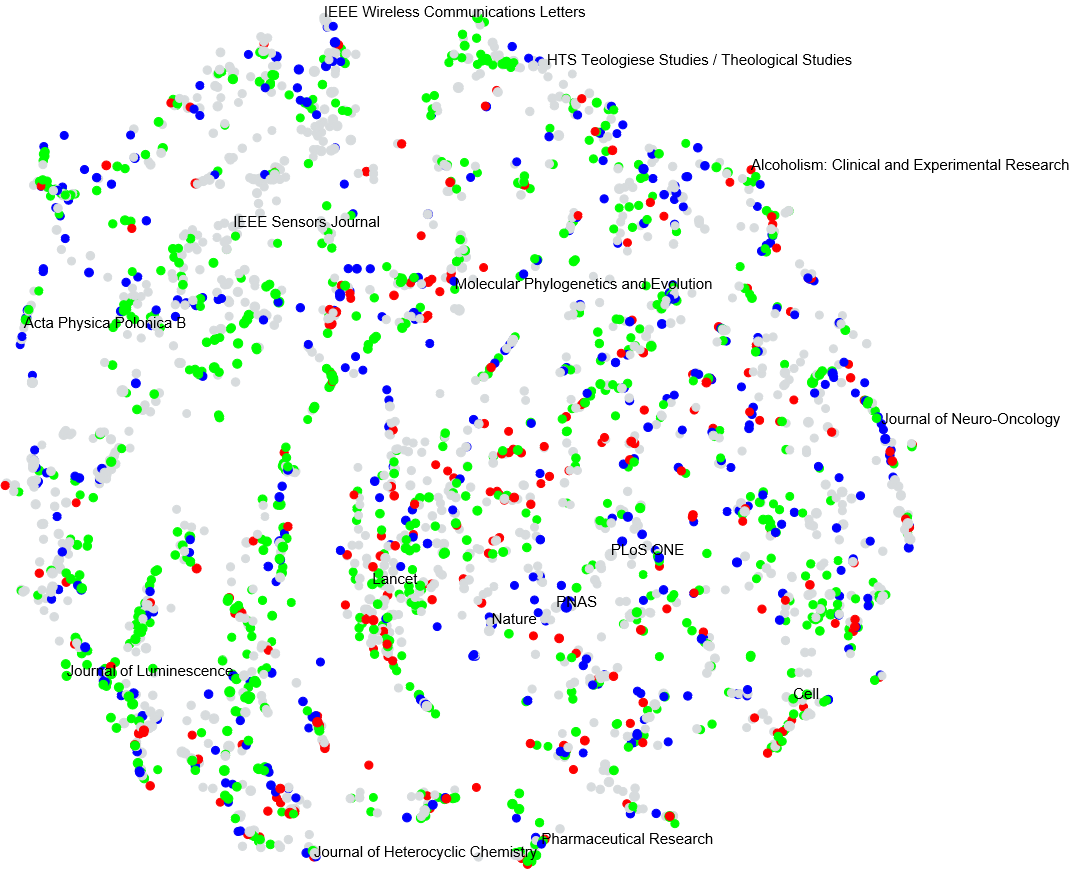 IEEE Wireless Communications Letters
HTS Teologiese Studies / Theological Studies
Alcoholism: Clinical and Experimental Research
IEEE Sensors Journal
Molecular Phylogenetics and Evolution
Acta Physica Polonica B
Journal of Neuro-Oncology
PLoS ONE
Lancet
PNAS
Nature
Journal of Luminescence
Cell
Pharmaceutical Research
Journal of Heterocyclic Chemistry